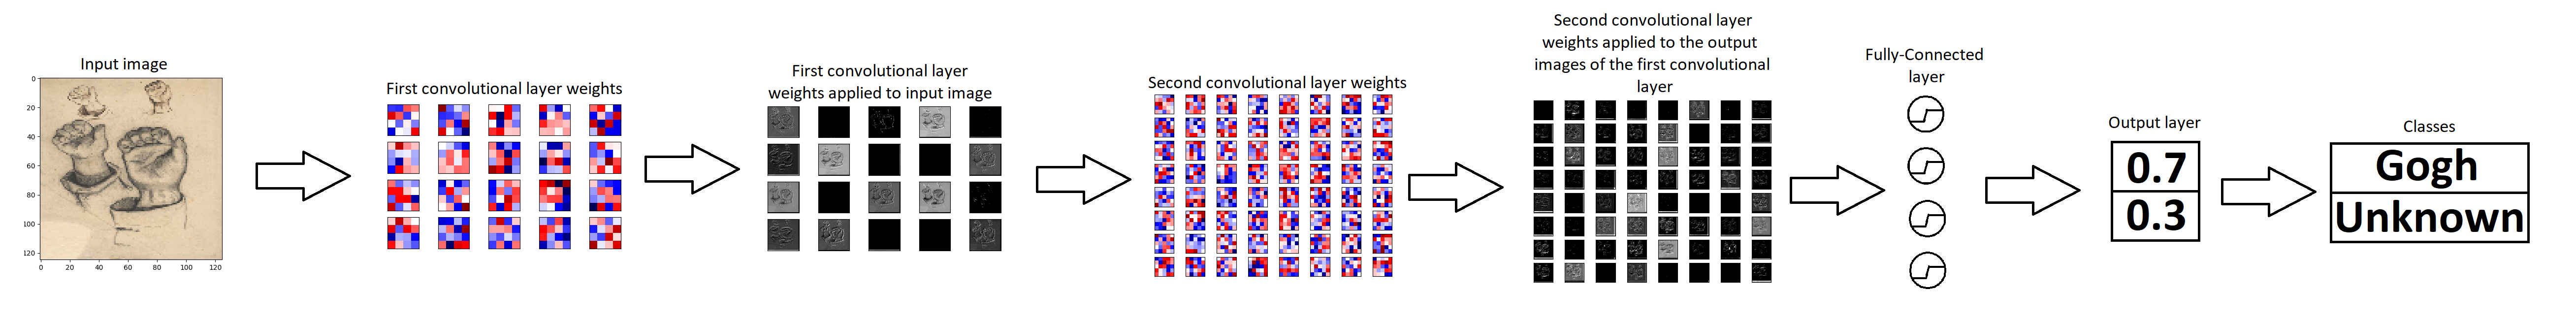 Input image
0
20
40
60
80
100
120
0 20 40 60 80 100 120
First convolutional layer weights
First convolutional layer
weights applied to input image
Second convolutional layer weights
Second convolutional layer
weights applied to the output
images of the first convolutional
layer
Fully-Connected
layer
Output layer
0.7
0.3
Classes
Gogh
Unknown